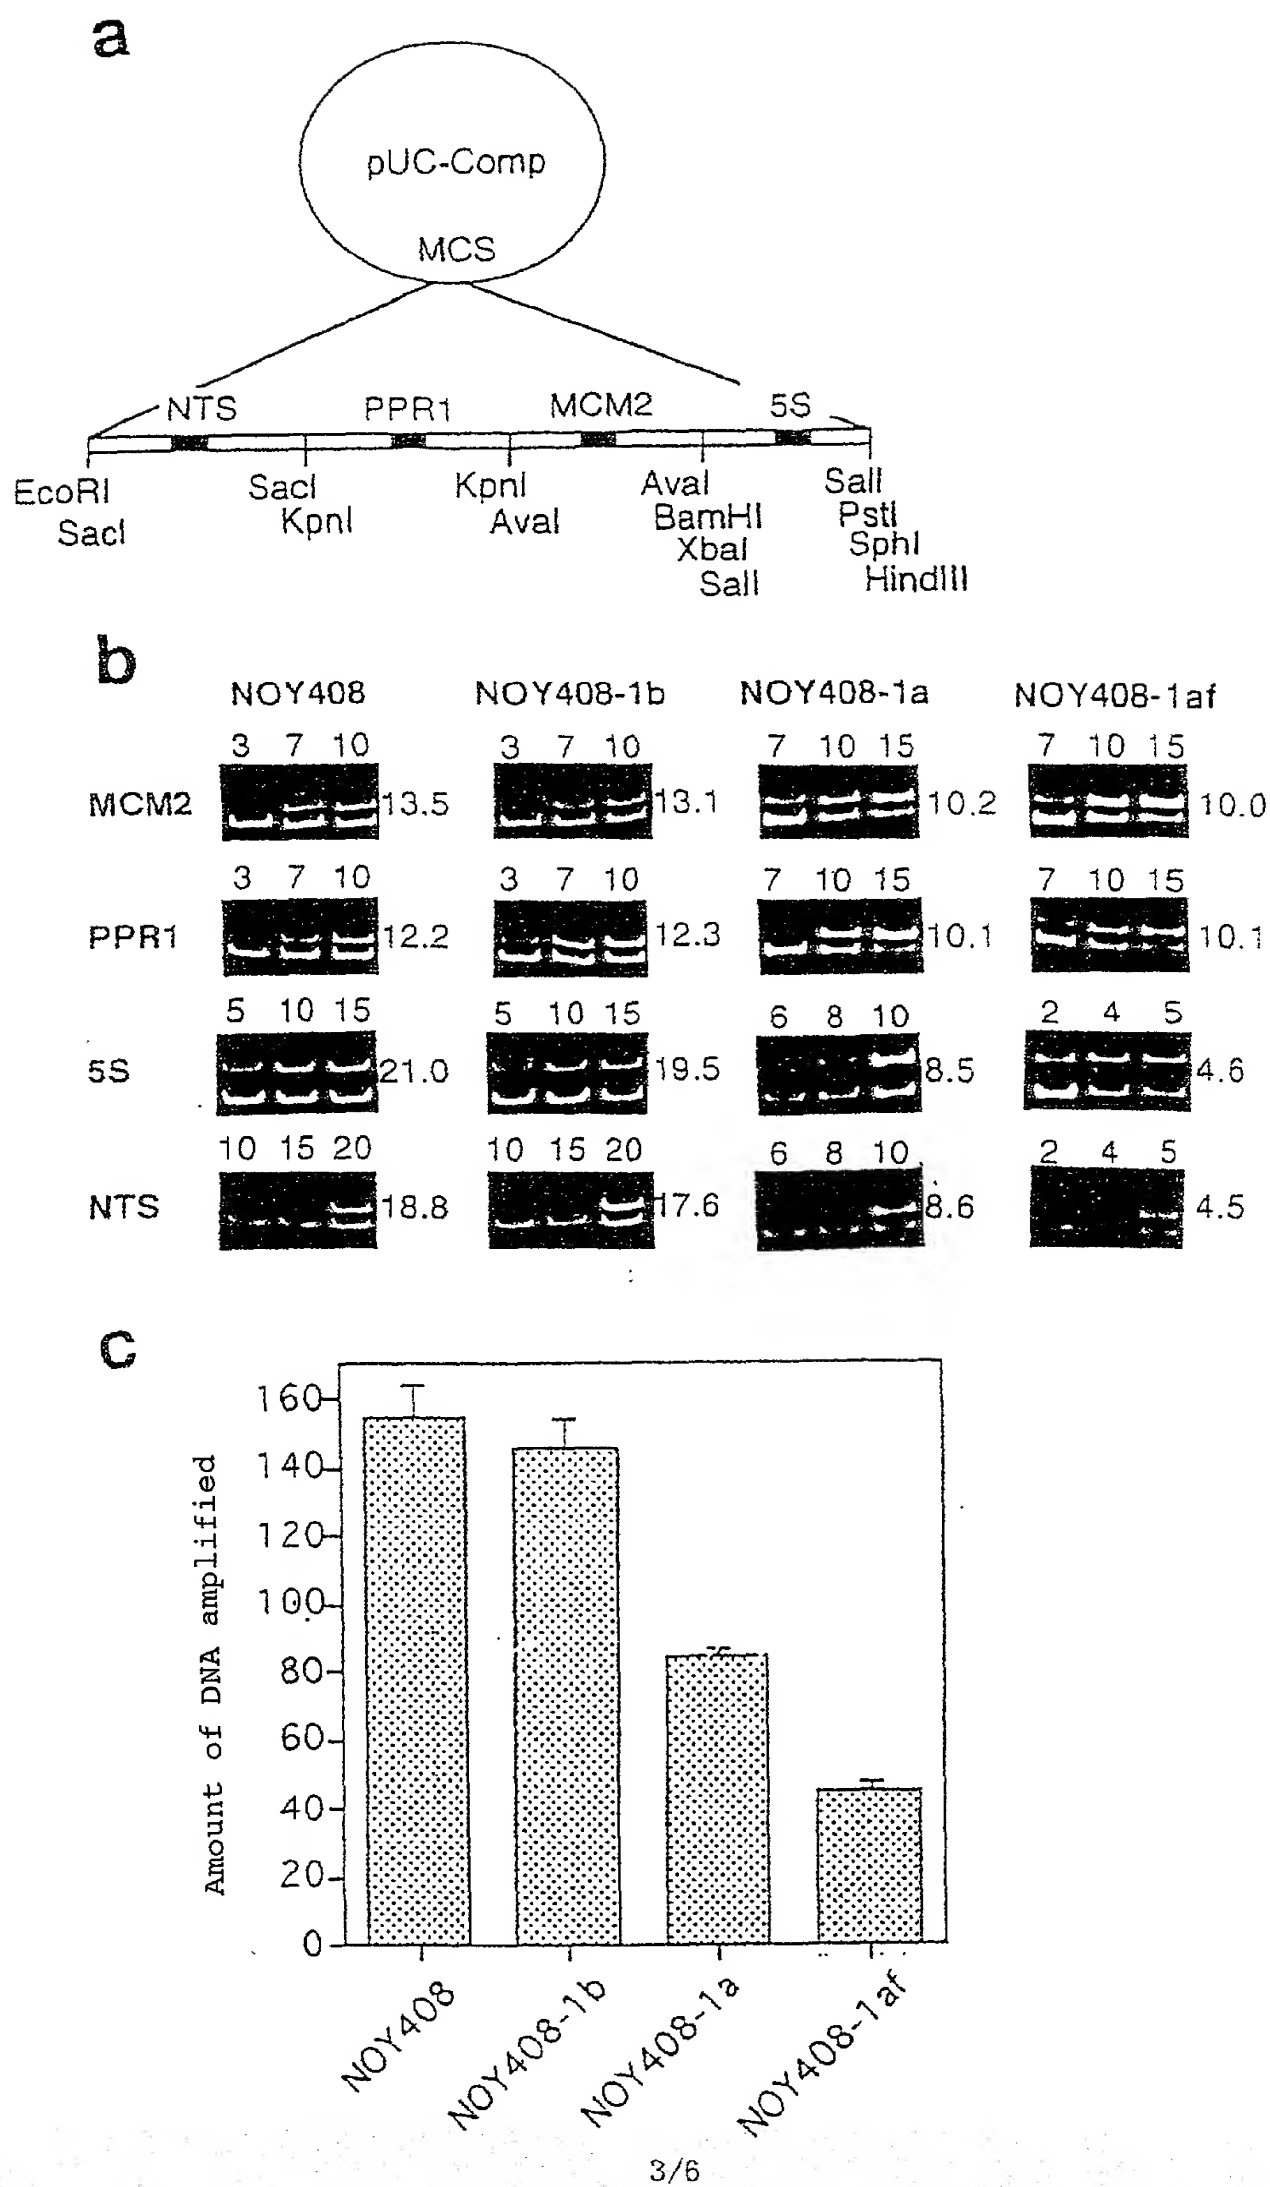 a
pUC-Comp
MCS
NTS PPR1 MCM2 5S
EcoRI SacI KpnI AvaI SalI
SacI KpnI AvaI BamHI PstI
XbaI SphI
SalI HindIII
b
NOY408 NOY408-1b NOY408-1a NOY408-1af
3 7 10 3 7 10 7 10 15 7 10 15
MCM2 13.5 13.1 10.2 10.0
3 7 10 3 7 10 7 10 15 7 10 15
PPR1 12.2 12.3 10.1 10.1
5 10 15 5 10 15 6 8 10 2 4 5
5S 21.0 19.5 8.5 4.6
10 15 20 10 15 20 6 8 10 2 4 5
NTS 18.8 17.6 8.6 4.5
c
Amount of DNA amplified
160
140
120
100
80
60
40
20
0
NOY408 NOY408-1b NOY408-1a NOY408-1af
3/6